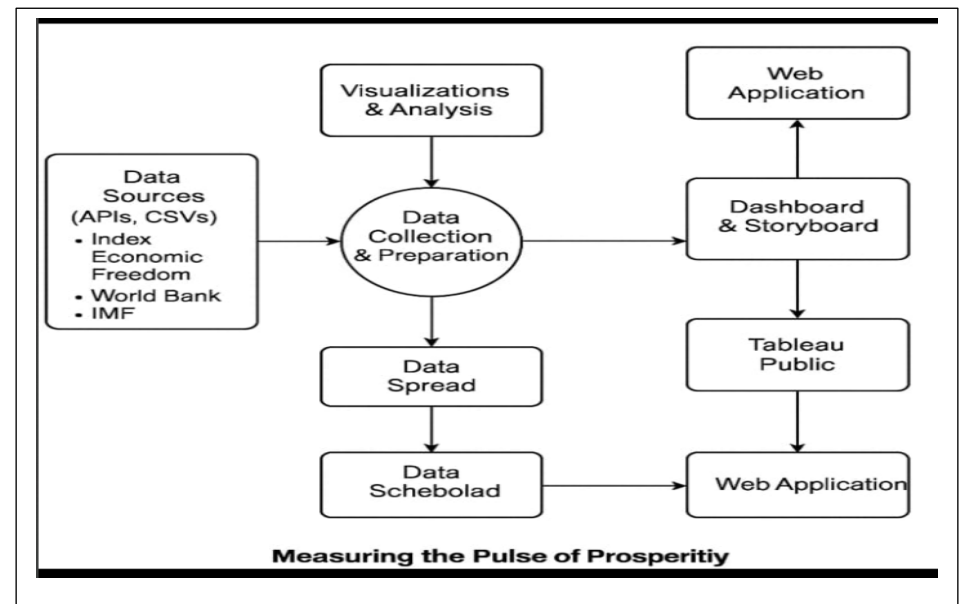 Visualizations
& Analysis
Web
Application
Data
Sources
(APIs, CSVs)
• Index
Economic
Freedom
• World Bank
• IMF
Data
Collection
& Preparation
Dashboard
& Storyboard
Data
Spread
Tableau
Public
Data
Schebolad
Web Application
Measuring the Pulse of Prosperitiy